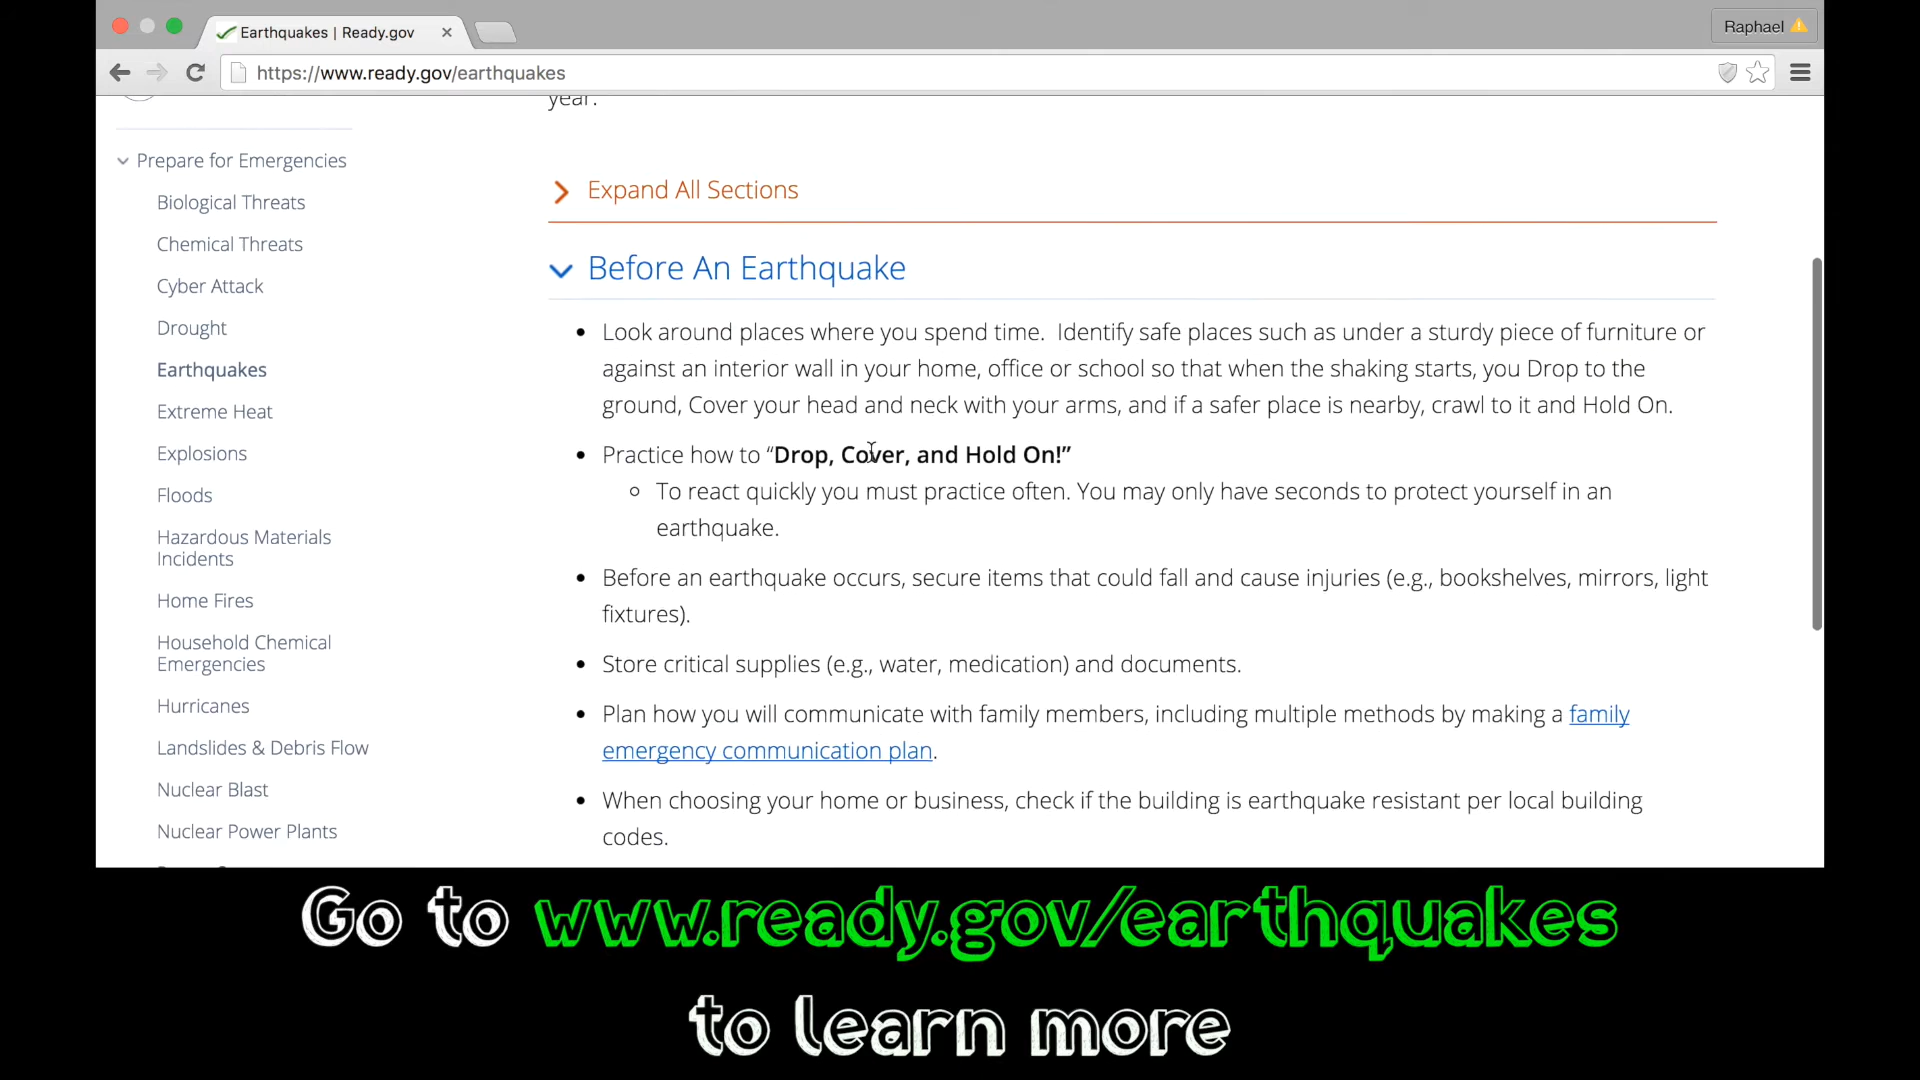 Earthquakes | Ready.gov
Raphael
https://www.ready.gov/earthquakes
year.
Prepare for Emergencies
Biological Threats
Chemical Threats
Cyber Attack
Drought
Earthquakes
Extreme Heat
Explosions
Floods
Hazardous Materials
Incidents
Home Fires
Household Chemical
Emergencies
Hurricanes
Landslides & Debris Flow
Nuclear Blast
Nuclear Power Plants
Expand All Sections
Before An Earthquake
Look around places where you spend time.  Identify safe places such as under a sturdy piece of furniture or
against an interior wall in your home, office or school so that when the shaking starts, you Drop to the
ground, Cover your head and neck with your arms, and if a safer place is nearby, crawl to it and Hold On.
Practice how to “Drop, Cover, and Hold On!”
To react quickly you must practice often. You may only have seconds to protect yourself in an
earthquake.
Before an earthquake occurs, secure items that could fall and cause injuries (e.g., bookshelves, mirrors, light
fixtures).
Store critical supplies (e.g., water, medication) and documents.
Plan how you will communicate with family members, including multiple methods by making a family
emergency communication plan.
When choosing your home or business, check if the building is earthquake resistant per local building
codes.
Go to www.ready.gov/earthquakes
to learn more